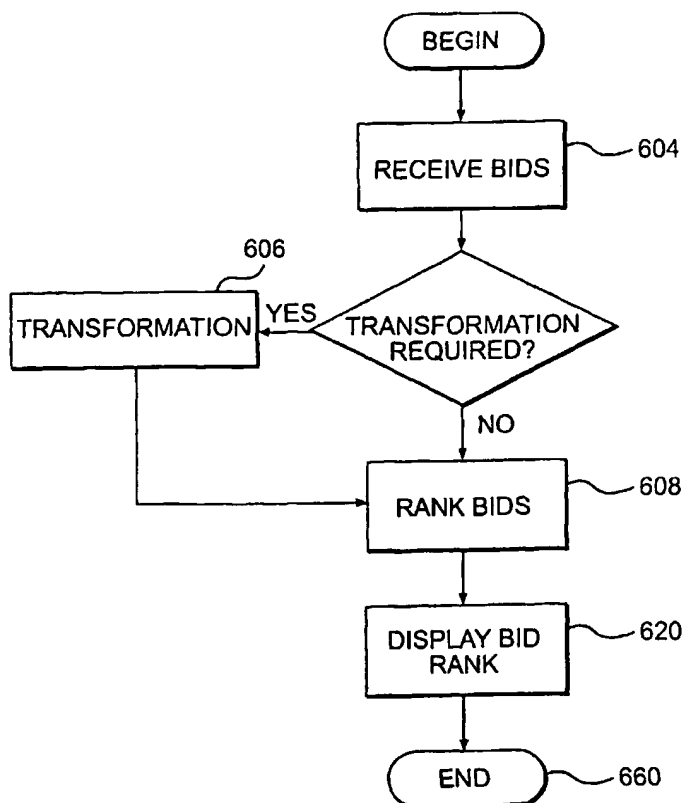 BEGIN
RECEIVE BIDS
604
606
TRANSFORMATION
YES
TRANSFORMATION
REQUIRED?
NO
RANK BIDS
608
DISPLAY BID
RANK
620
END
660